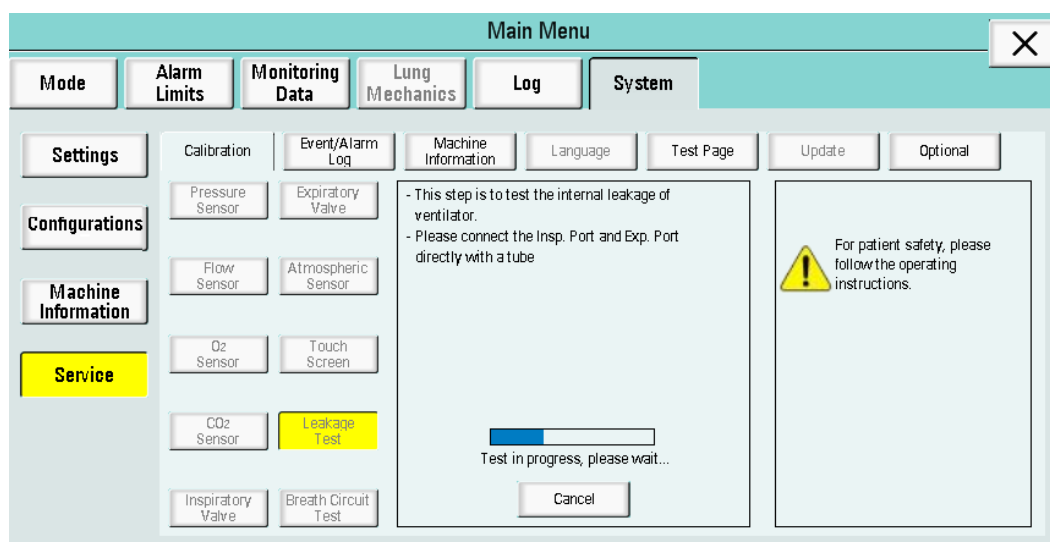 Main Menu
X
Mode
Alarm
Limits
Monitoring
Data
Lung
Mechanics
Log
System
Settings
Configurations
Machine
Information
Service
Calibration
Event/Alarm
Log
Machine
Information
Language
Test Page
Update
Optional
Pressure
Sensor
Expiratory
Valve
Flow
Sensor
Atmospheric
Sensor
O2
Sensor
Touch
Screen
CO2
Sensor
Leakage
Test
Inspiratory
Valve
Breath Circuit
Test
- This step is to test the internal leakage of
ventilator.
- Please connect the Insp. Port and Exp. Port
directly with a tube
Test in progress, please wait...
Cancel
For patient safety, please
follow the operating
instructions.